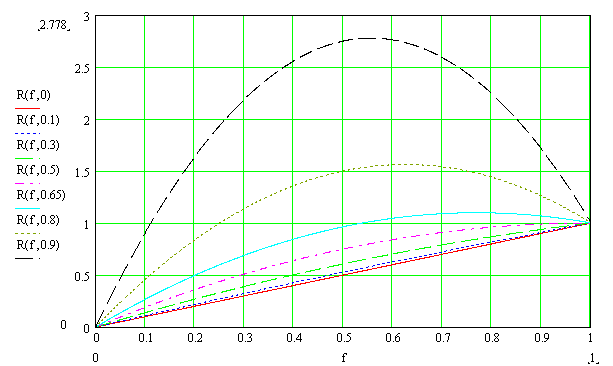 2.778
R(f,0)
R(f,0.1)
R(f,0.3)
R(f,0.5)
R(f,0.65)
R(f,0.8)
R(f,0.9)
0
3
2.5
2
1.5
1
0.5
0
0 0.1 0.2 0.3 0.4 0.5 0.6 0.7 0.8 0.9 1
0 f 1